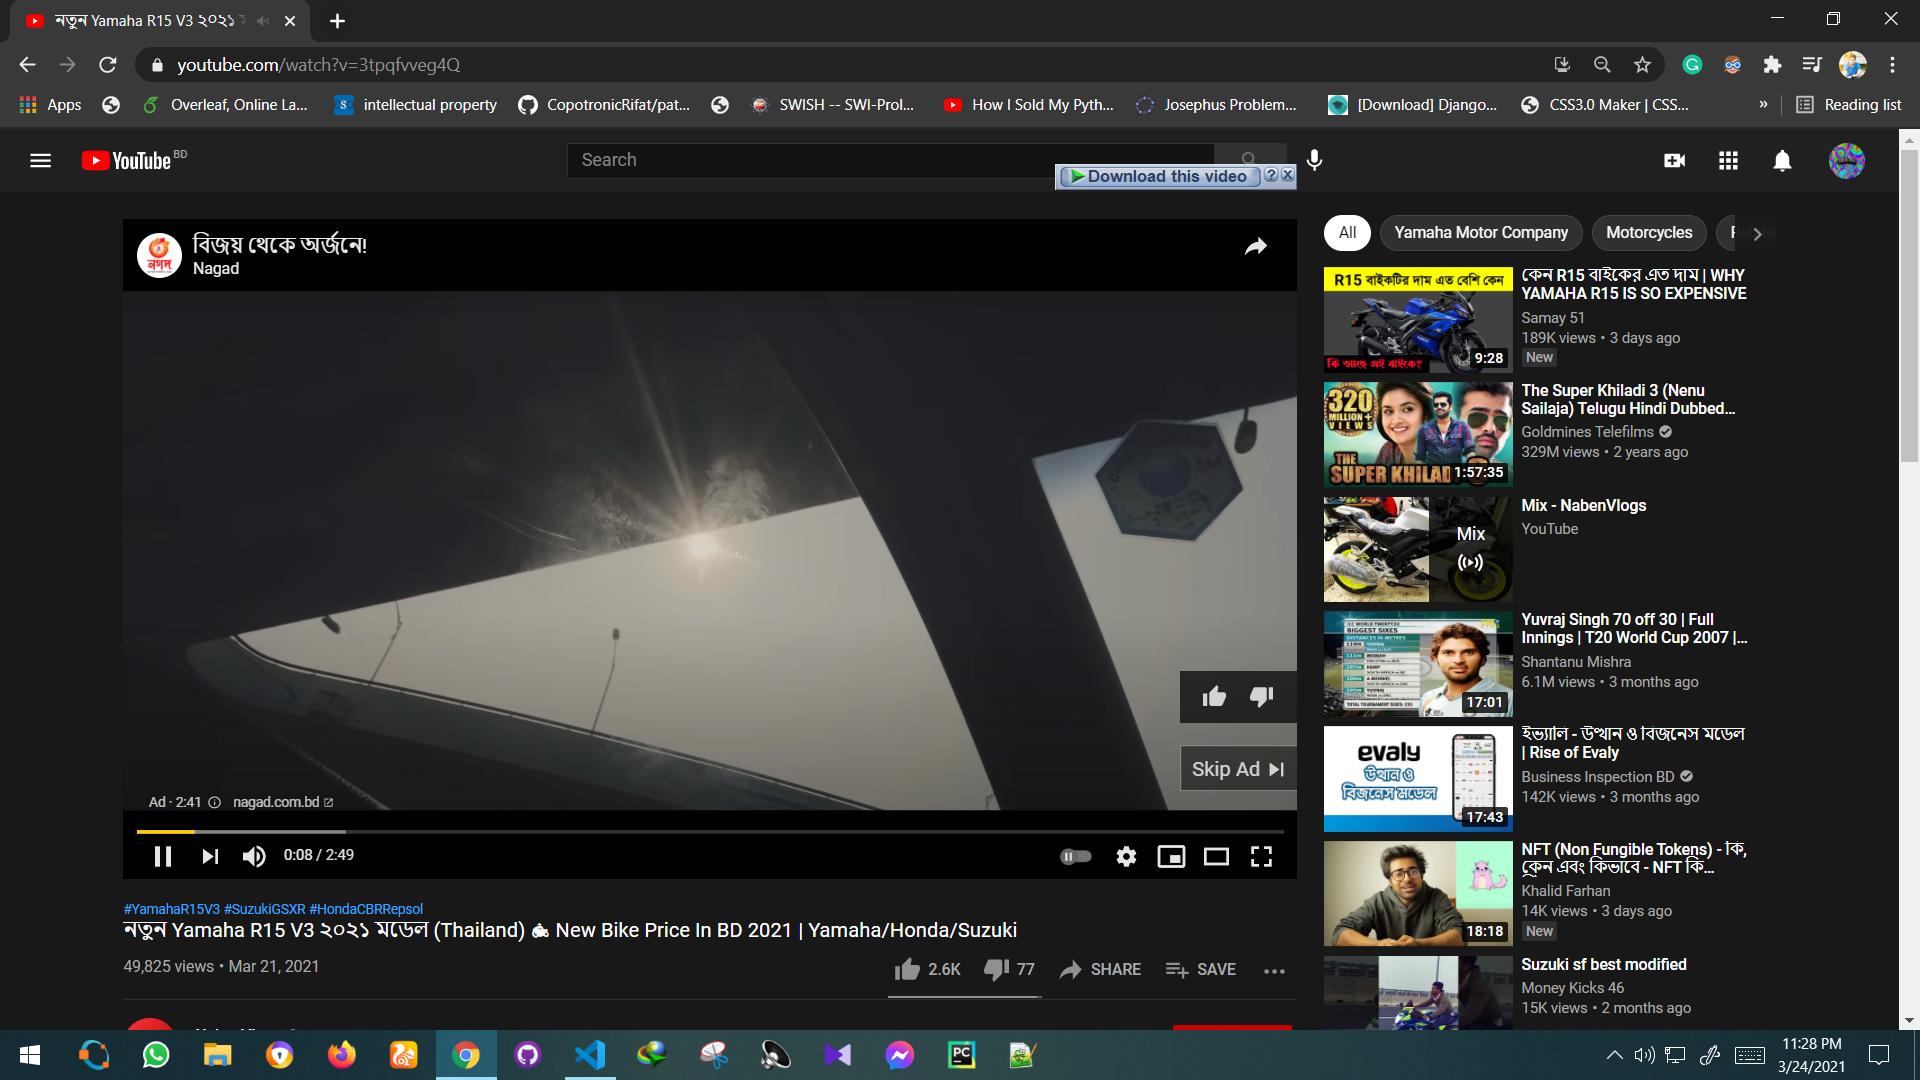 নতুন Yamaha R15 V3 ২০২১
youtube.com/watch?v=3tpqfvveg4Q
Apps
Overleaf, Online La...
intellectual property
CopotronicRifat/pat...
SWISH -- SWI-Prol...
How I Sold My Pyth...
Josephus Problem...
[Download] Django...
CSS3.0 Maker | CSS...
»
Reading list
YouTube BD
Search
Download this video
বিজয় থেকে অর্জনে!
Nagad
নগদ
Ad · 2:41
nagad.com.bd
Skip Ad
0:08 / 2:49
#YamahaR15V3 #SuzukiGSXR #HondaCBRRepsol
নতুন Yamaha R15 V3 ২০২১ মডেল (Thailand) 🏍 New Bike Price In BD 2021 | Yamaha/Honda/Suzuki
49,825 views • Mar 21, 2021
2.6K
77
SHARE
SAVE
All
Yamaha Motor Company
Motorcycles
R15 বাইকটির দাম এত বেশি কেন
কি আছে এই বাইকে?
9:28
কেন R15 বাইকের এত দাম | WHY
YAMAHA R15 IS SO EXPENSIVE
Samay 51
189K views • 3 days ago
New
320
MILLION+
VIEWS
THE
SUPER KHILAD
1:57:35
The Super Khiladi 3 (Nenu
Sailaja) Telugu Hindi Dubbed...
Goldmines Telefilms
329M views • 2 years ago
Mix
Mix - NabenVlogs
YouTube
ICC WORLD TWENTY20
BIGGEST SIXES
DISTANCES IN METRES
17:01
Yuvraj Singh 70 off 30 | Full
Innings | T20 World Cup 2007 |...
Shantanu Mishra
6.1M views • 3 months ago
evaly
উত্থান ও
বিজনেস মডেল
17:43
ইভ্যালি - উত্থান ও বিজনেস মডেল
| Rise of Evaly
Business Inspection BD
142K views • 3 months ago
18:18
NFT (Non Fungible Tokens) - কি,
কেন এবং কিভাবে - NFT কি...
Khalid Farhan
14K views • 3 days ago
New
Suzuki sf best modified
Money Kicks 46
15K views • 2 months ago
PC
11:28 PM
3/24/2021